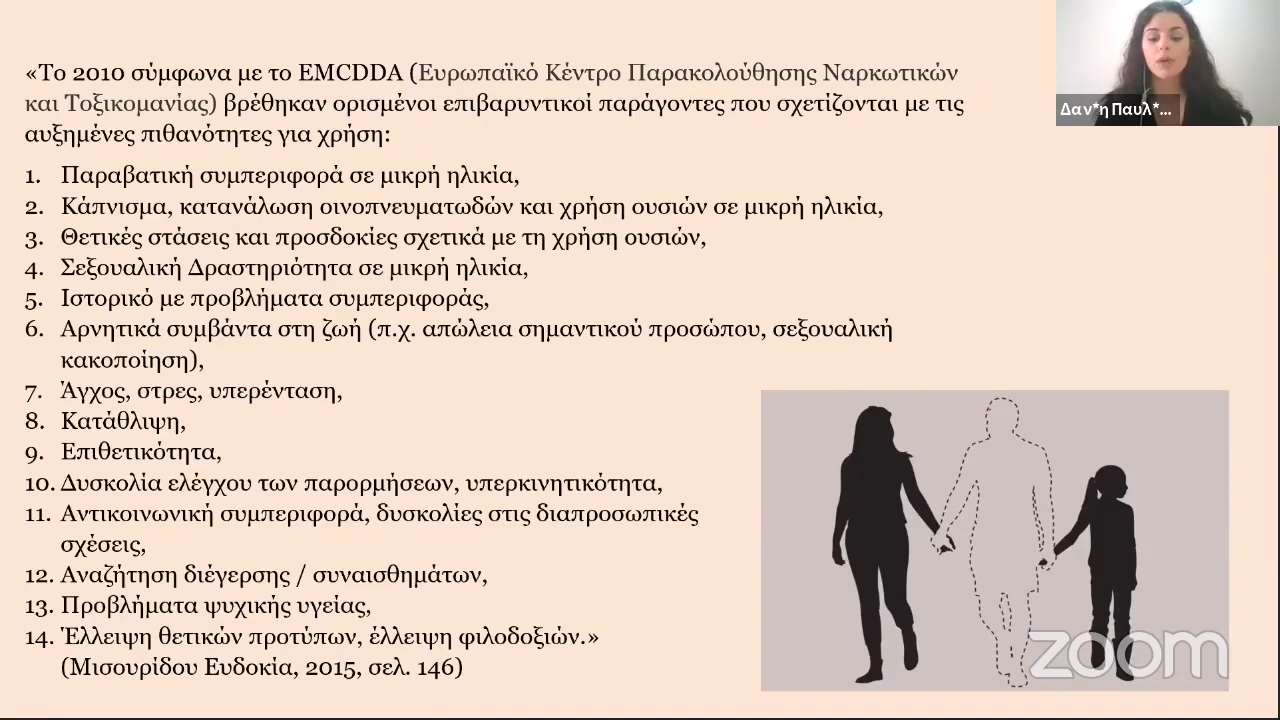 «Το 2010 σύμφωνα με το EMCDDA (Ευρωπαϊκό Κέντρο Παρακολούθησης Ναρκωτικών
και Τοξικομανίας) βρέθηκαν ορισμένοι επιβαρυντικοί παράγοντες που σχετίζονται με τις
αυξημένες πιθανότητες για χρήση:
1. Παραβατική συμπεριφορά σε μικρή ηλικία,
2. Κάπνισμα, κατανάλωση οινοπνευματωδών και χρήση ουσιών σε μικρή ηλικία,
3. Θετικές στάσεις και προσδοκίες σχετικά με τη χρήση ουσιών,
4. Σεξουαλική Δραστηριότητα σε μικρή ηλικία,
5. Ιστορικό με προβλήματα συμπεριφοράς,
6. Αρνητικά συμβάντα στη ζωή (π.χ. απώλεια σημαντικού προσώπου, σεξουαλική
κακοποίηση),
7. Άγχος, στρες, υπερένταση,
8. Κατάθλιψη,
9. Επιθετικότητα,
10. Δυσκολία ελέγχου των παρορμήσεων, υπερκινητικότητα,
11. Αντικοινωνική συμπεριφορά, δυσκολίες στις διαπροσωπικές
σχέσεις,
12. Αναζήτηση διέγερσης / συναισθημάτων,
13. Προβλήματα ψυχικής υγείας,
14. Έλλειψη θετικών προτύπων, έλλειψη φιλοδοξιών.»
(Μισουρίδου Ευδοκία, 2015, σελ. 146)
Δαν*η Παυλ*...
zoom